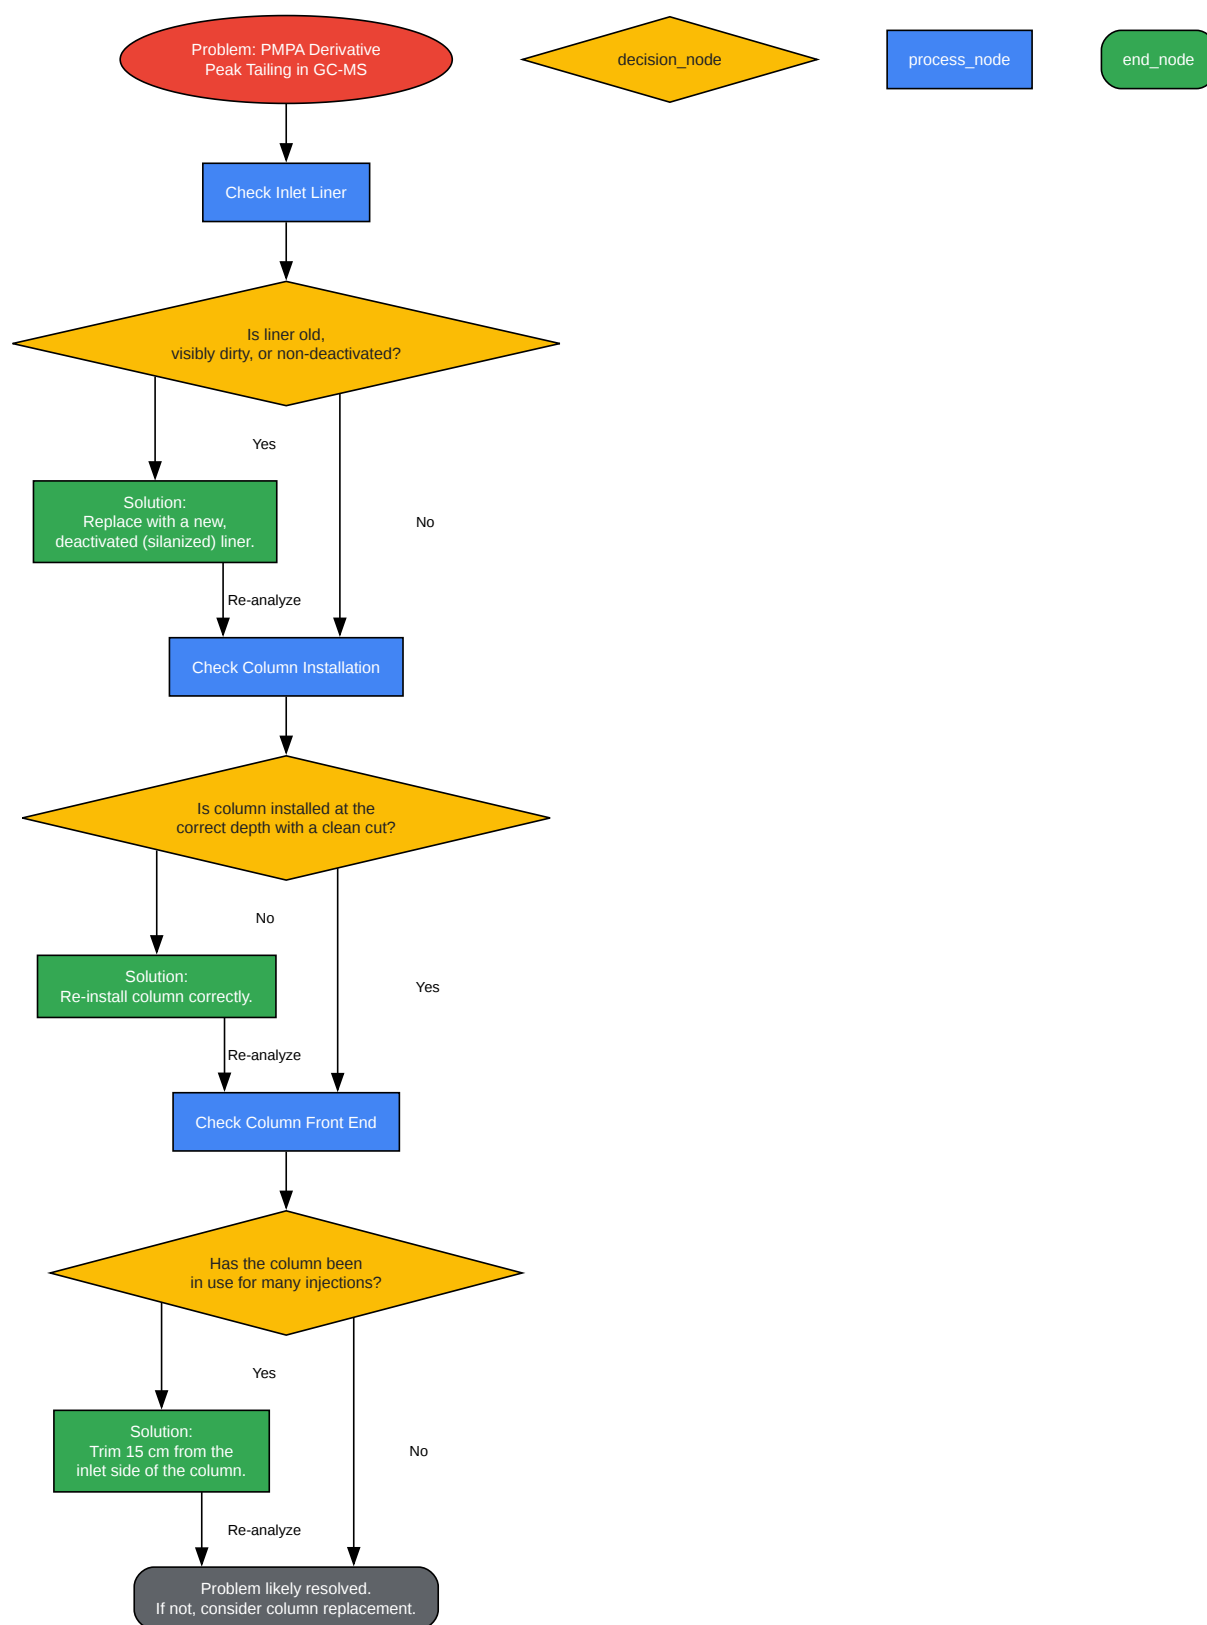 Problem: PMPA Derivative
Peak Tailing in GC-MS
decision_node
process_node
end_node
Check Inlet Liner
Is liner old,
visibly dirty, or non-deactivated?
Yes
Solution:
Replace with a new,
deactivated (silanized) liner.
No
Re-analyze
Check Column Installation
Is column installed at the
correct depth with a clean cut?
No
Solution:
Re-install column correctly.
Yes
Re-analyze
Check Column Front End
Has the column been
in use for many injections?
Yes
Solution:
Trim 15 cm from the
inlet side of the column.
No
Re-analyze
Problem likely resolved.
If not, consider column replacement.